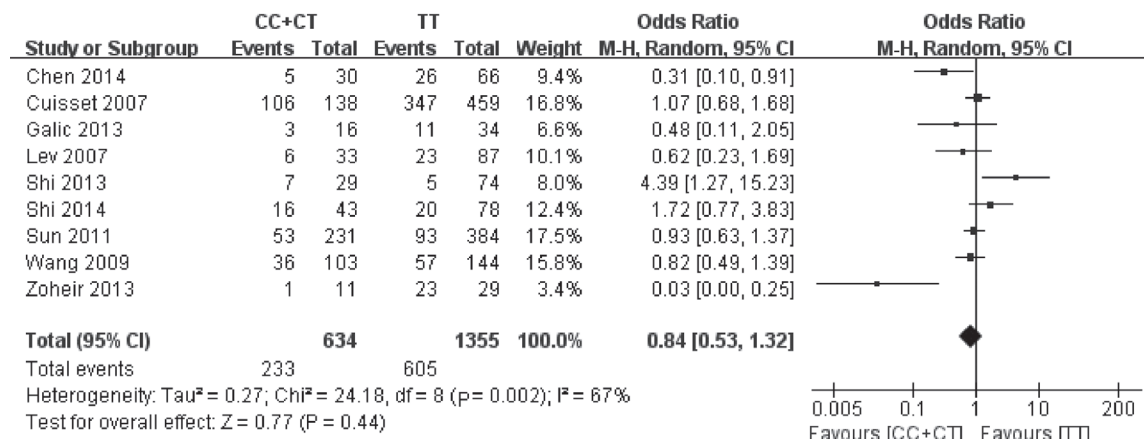 CC+CT TT Odds Ratio Odds Ratio
Study or Subgroup Events Total Events Total Weight M-H, Random, 95% CI M-H, Random, 95% CI
Chen 2014 5 30 26 66 9.4% 0.31 [0.10, 0.91]
Cuisset 2007 106 138 347 459 16.8% 1.07 [0.68, 1.68]
Galic 2013 3 16 11 34 6.6% 0.48 [0.11, 2.05]
Lev 2007 6 33 23 87 10.1% 0.62 [0.23, 1.69]
Shi 2013 7 29 5 74 8.0% 4.39 [1.27, 15.23]
Shi 2014 16 43 20 78 12.4% 1.72 [0.77, 3.83]
Sun 2011 53 231 93 384 17.5% 0.93 [0.63, 1.37]
Wang 2009 36 103 57 144 15.8% 0.82 [0.49, 1.39]
Zoheir 2013 1 11 23 29 3.4% 0.03 [0.00, 0.25]
Total (95% CI) 634 1355 100.0% 0.84 [0.53, 1.32]
Total events 233 605
Heterogeneity: Tau² = 0.27; Chi² = 24.18, df = 8 (p= 0.002); I² = 67%
Test for overall effect: Z = 0.77 (P = 0.44)
0.005 0.1 1 10 200
Favours [CC+CT] Favours [TT]